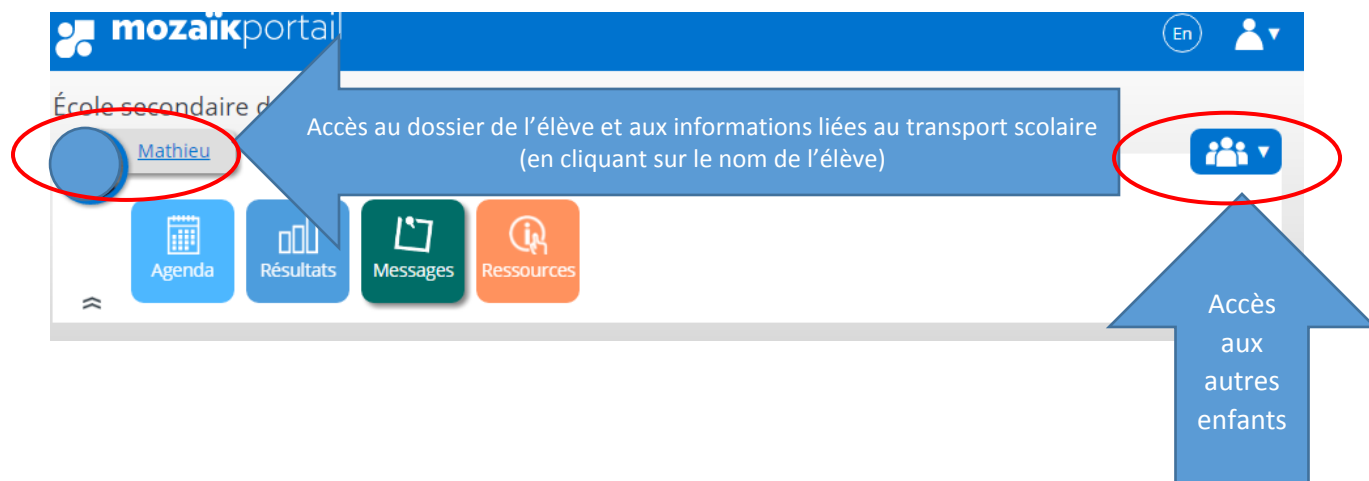 mozaïkportail
En
École secondaire d
Mathieu
Accès au dossier de l’élève et aux informations liées au transport scolaire
(en cliquant sur le nom de l’élève)
Agenda
Résultats
Messages
Ressources
Accès
aux
autres
enfants